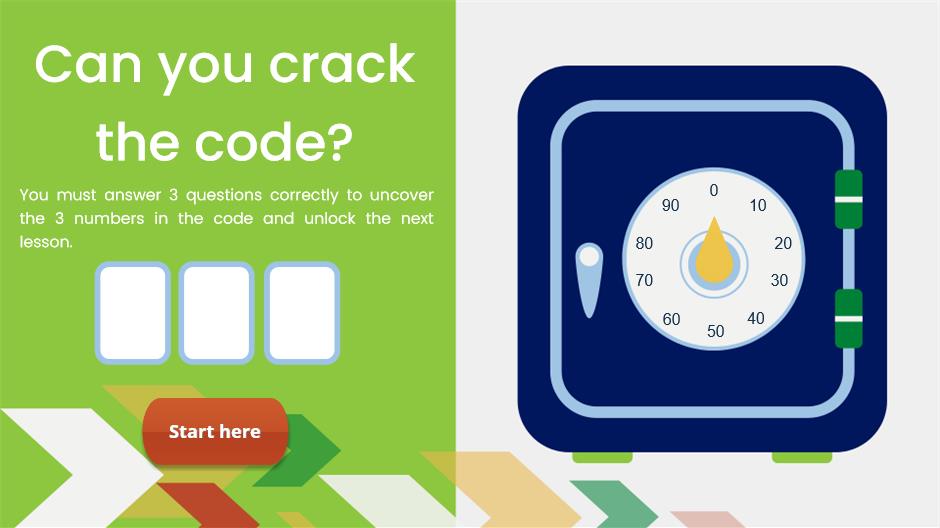 Can you crack
the code?
You must answer 3 questions correctly to uncover
the 3 numbers in the code and unlock the next
lesson.
Start here
0
10
20
30
40
50
60
70
80
90